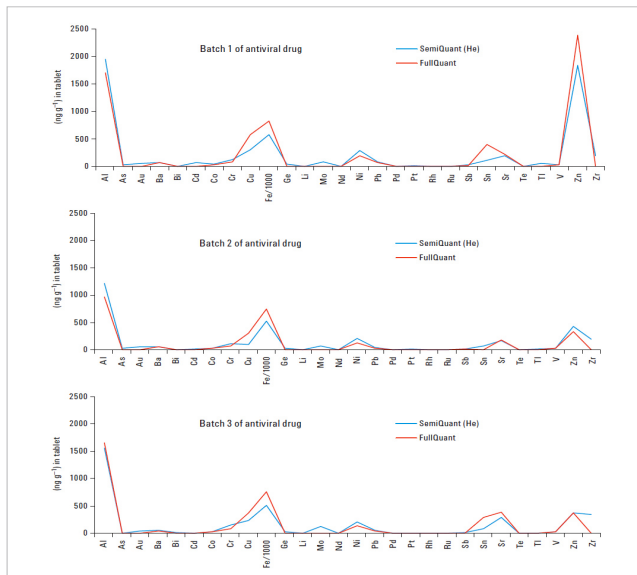 2500
2000
1500
1000
500
0
(ng g⁻¹) in tablet
Batch 1 of antiviral drug
SemiQuant (He)
FullQuant
Al As Au Ba Bi Cd Co Cr Cu Fe/1000 Ge Li Mo Nd Ni Pb Pd Pt Rh Ru Sb Sn Sr Te Tl V Zn Zr
2500
2000
1500
1000
500
0
(ng g⁻¹) in tablet
Batch 2 of antiviral drug
SemiQuant (He)
FullQuant
Al As Au Ba Bi Cd Co Cr Cu Fe/1000 Ge Li Mo Nd Ni Pb Pd Pt Rh Ru Sb Sn Sr Te Tl V Zn Zr
2500
2000
1500
1000
500
0
(ng g⁻¹) in tablet
Batch 3 of antiviral drug
SemiQuant (He)
FullQuant
Al As Au Ba Bi Cd Co Cr Cu Fe/1000 Ge Li Mo Nd Ni Pb Pd Pt Rh Ru Sb Sn Sr Te Tl V Zn Zr